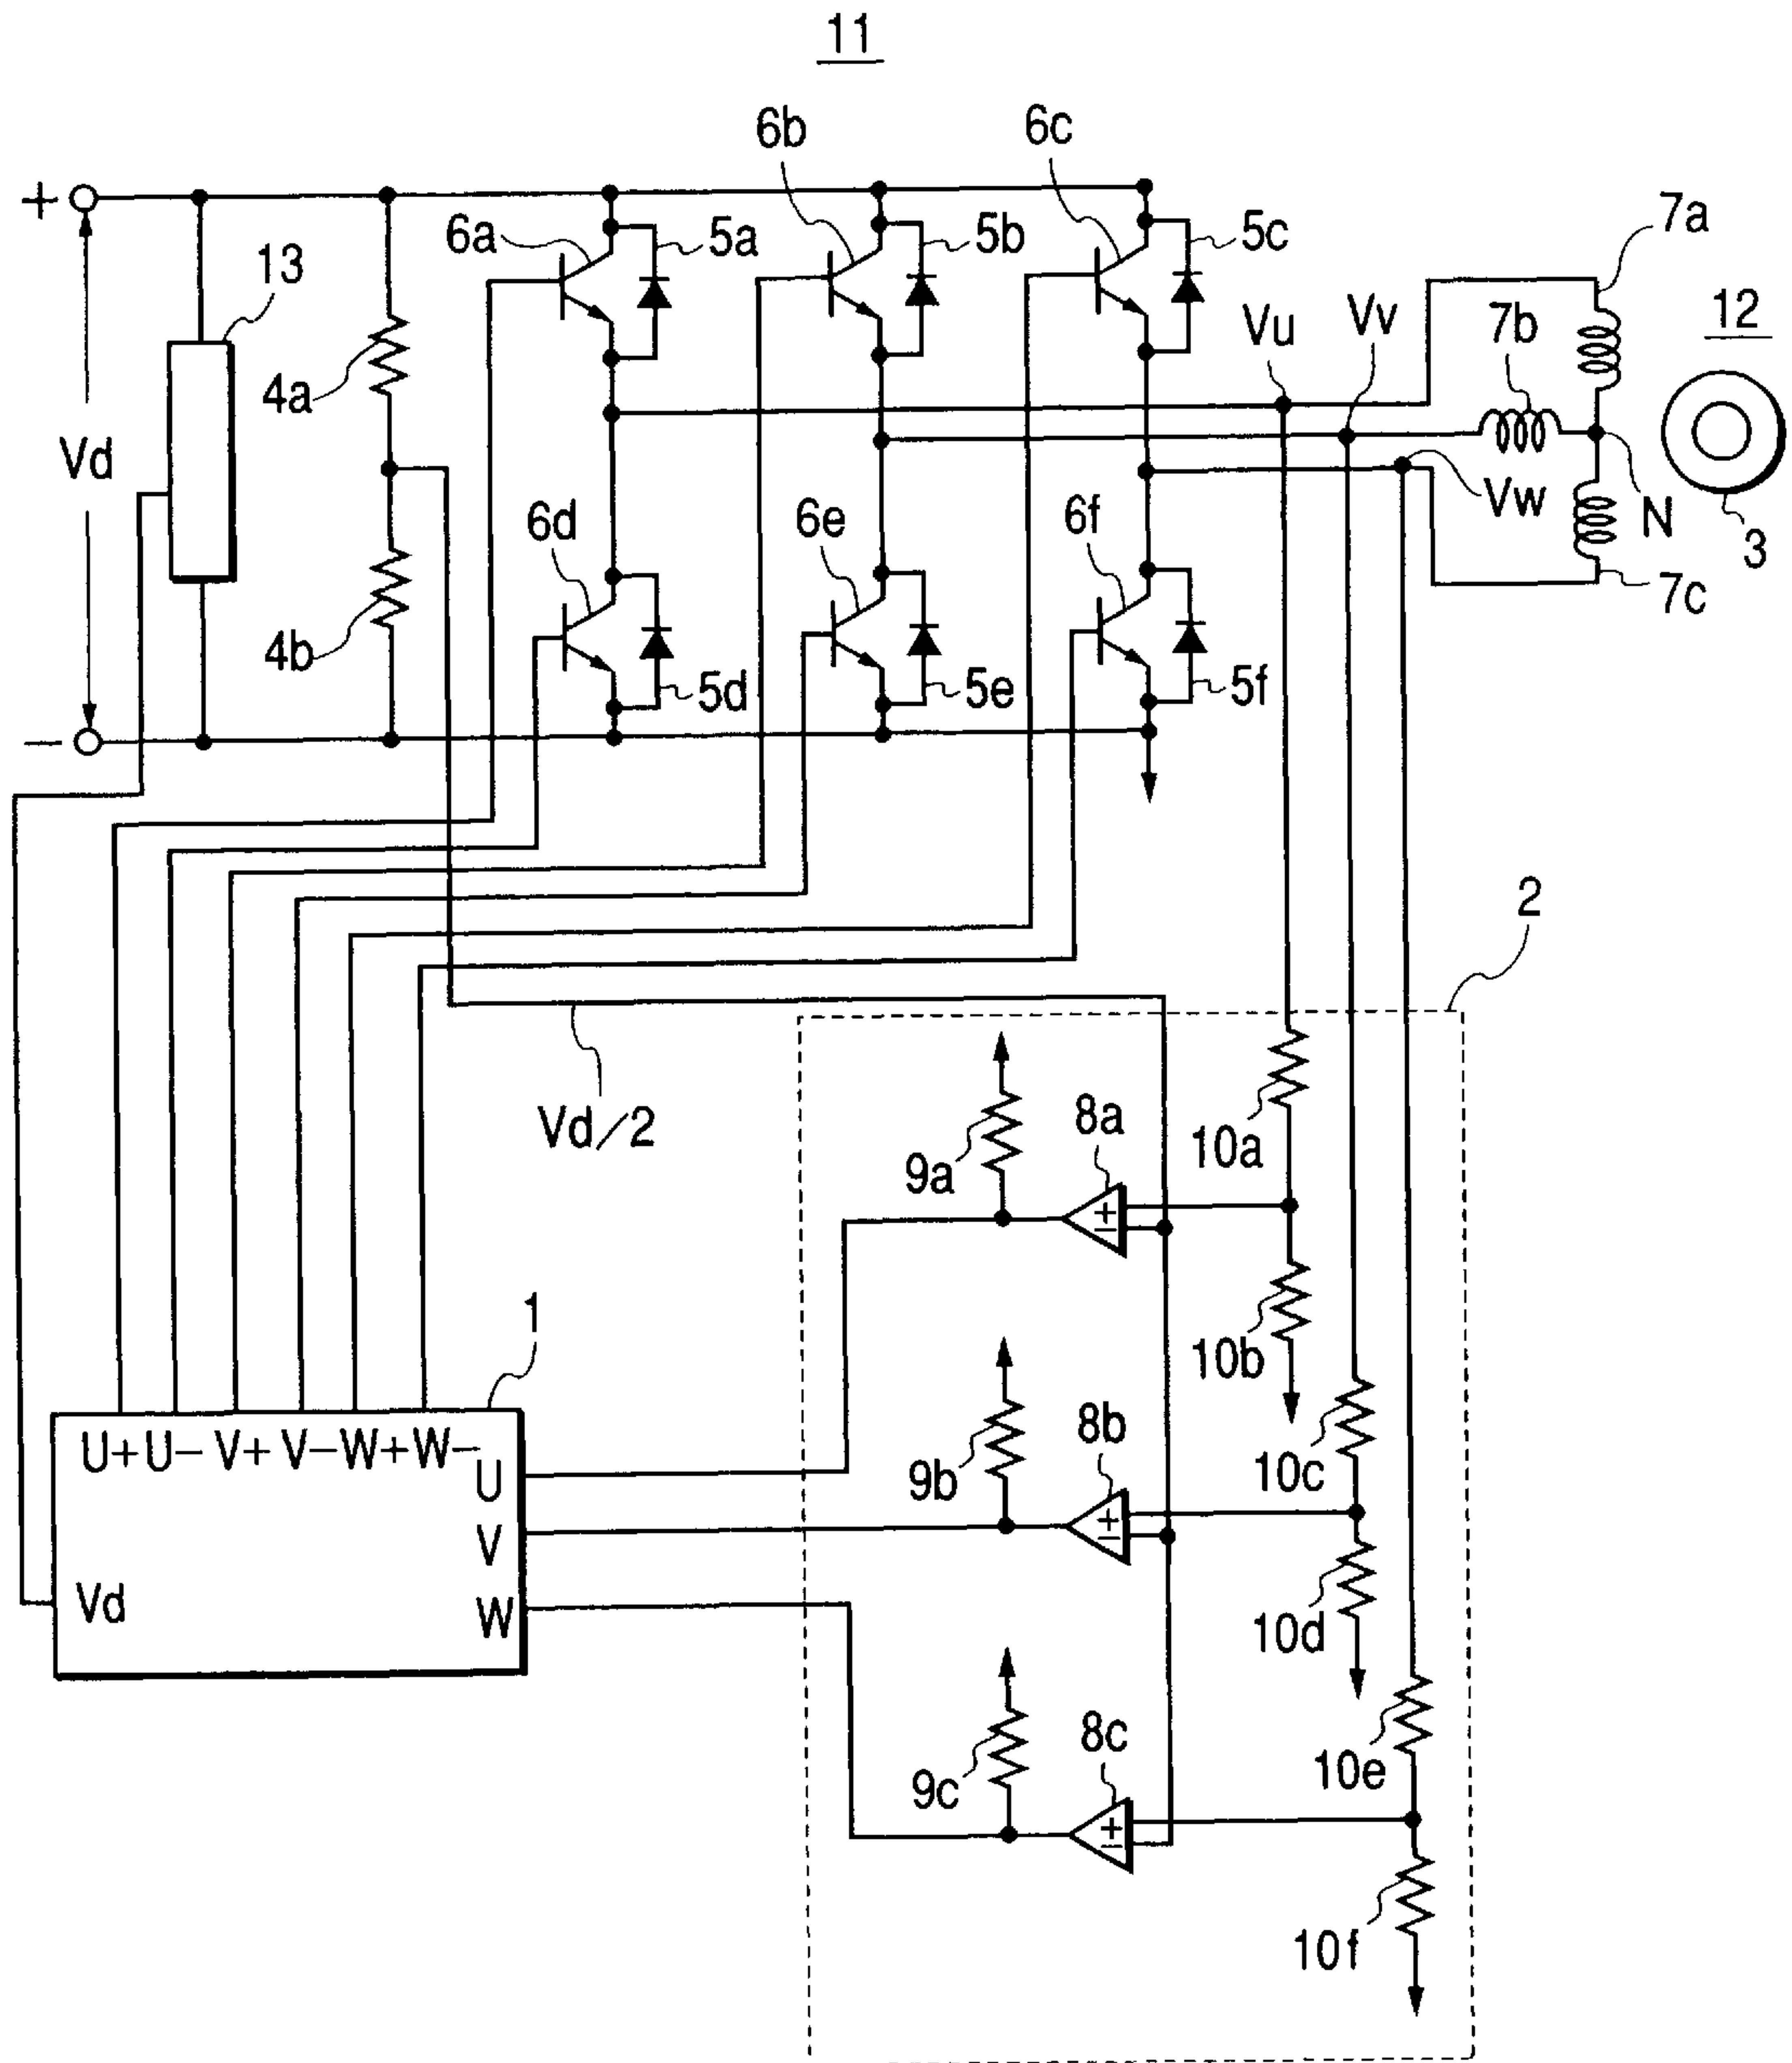 11
6b
6c
+
6a
5a
5b
5c
7a
13
Vu
Vv
7b
12
4a
Vd
6d
6e
6f
Vw
N
3
4b
5d
5e
5f
7c
−
2
Vd/2
9a
8a
10a
+
−
10b
1
U+ U− V+ V− W+ W−
U
9b
8b
10c
+
−
V
Vd
W
10d
9c
8c
10e
+
−
10f